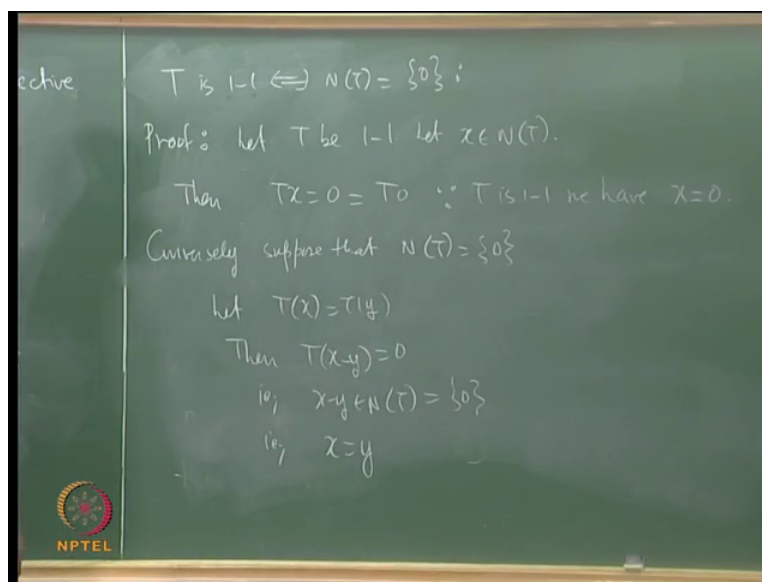 ective
T is 1-1 ⇔ N(T) = {0} :
Proof : Let T be 1-1. Let x ∈ N(T).
Then Tx = 0 = T0 ∵ T is 1-1 we have x = 0.
Conversely suppose that N(T) = {0}
Let T(x) = T(y)
Then T(x-y) = 0
ie, x-y ∈ N(T) = {0}
ie, x = y
NPTEL